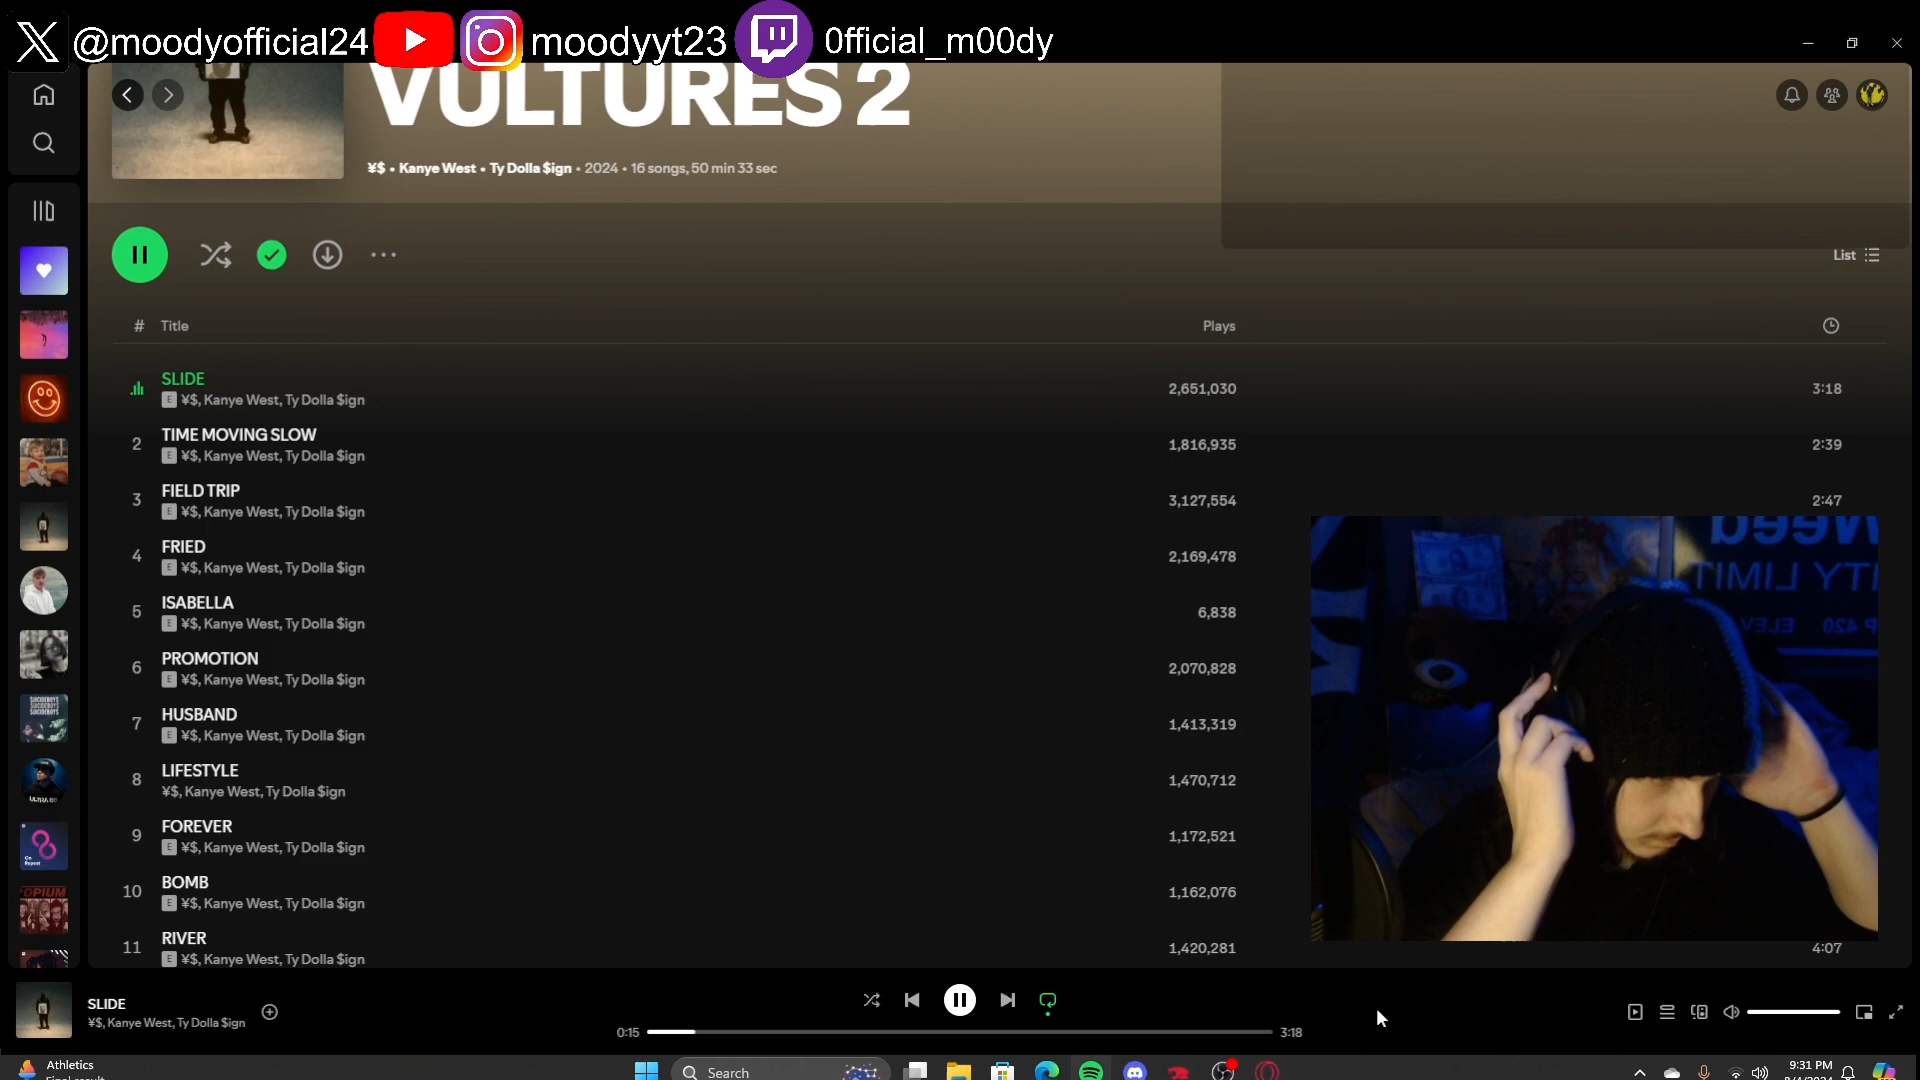 @moodyofficial24 moodyyt23 0fficial_m00dy
VULTURES 2
¥$ • Kanye West • Ty Dolla $ign • 2024 • 16 songs, 50 min 33 sec
List
# Title Plays
SLIDE
E ¥$, Kanye West, Ty Dolla $ign 2,651,030 3:18
2 TIME MOVING SLOW
E ¥$, Kanye West, Ty Dolla $ign 1,816,935 2:39
3 FIELD TRIP
E ¥$, Kanye West, Ty Dolla $ign 3,127,554 2:47
4 FRIED
E ¥$, Kanye West, Ty Dolla $ign 2,169,478
5 ISABELLA
E ¥$, Kanye West, Ty Dolla $ign 6,838
6 PROMOTION
E ¥$, Kanye West, Ty Dolla $ign 2,070,828
7 HUSBAND
E ¥$, Kanye West, Ty Dolla $ign 1,413,319
8 LIFESTYLE
¥$, Kanye West, Ty Dolla $ign 1,470,712
9 FOREVER
E ¥$, Kanye West, Ty Dolla $ign 1,172,521
10 BOMB
E ¥$, Kanye West, Ty Dolla $ign 1,162,076
11 RIVER
E ¥$, Kanye West, Ty Dolla $ign 1,420,281 4:07
Weed
ITY LIMIT
420 ELEV
OPIUM
SLIDE
¥$, Kanye West, Ty Dolla $ign
0:15 3:18
Athletics
Search
9:31 PM